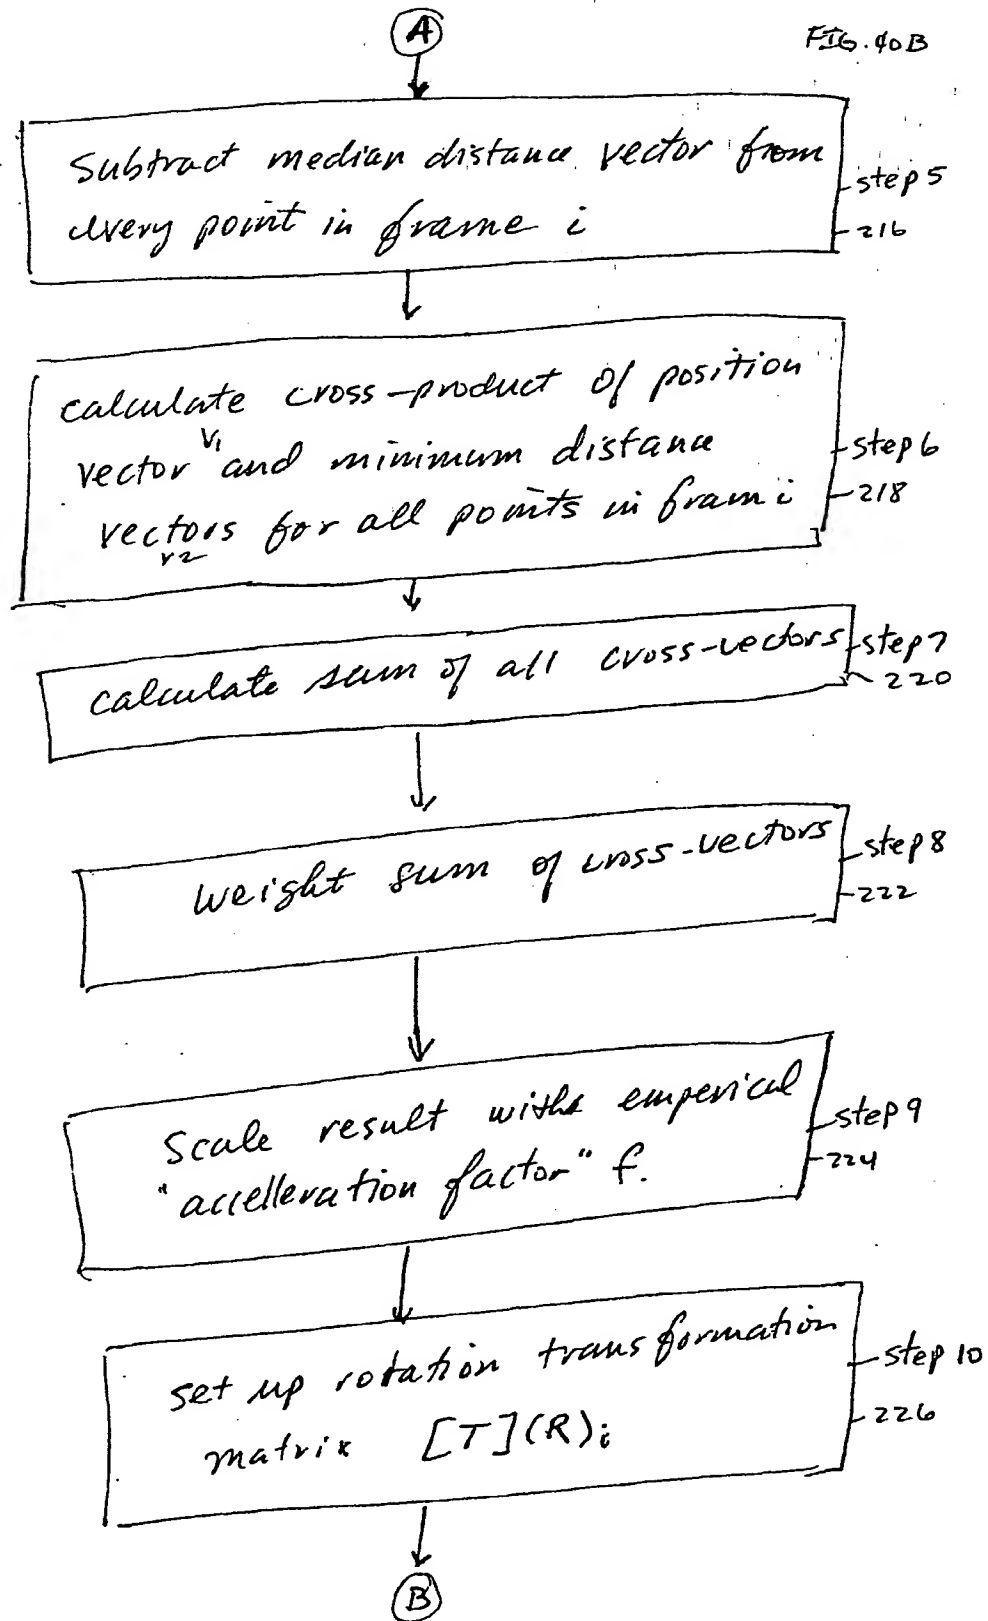 A
FIG. 40B
Subtract median distance vector from
every point in frame i
step 5
216
calculate cross-product of position
vector V1 and minimum distance
vectors v2 for all points in fram i
step 6
218
calculate sum of all cross-vectors
step 7
220
weight sum of cross-vectors
step 8
222
Scale result with emperical
"accelleration factor" f.
step 9
224
set up rotation transformation
matrix [T](R)i
step 10
226
B